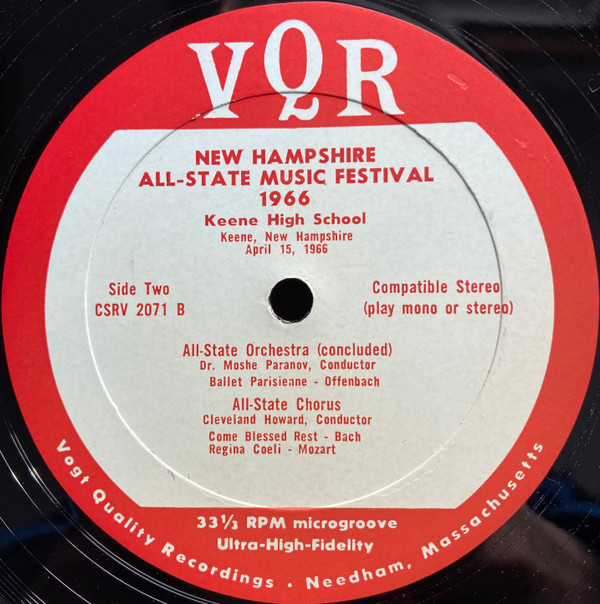 VQR
NEW HAMPSHIRE
ALL-STATE MUSIC FESTIVAL
1966
Keene High School
Keene, New Hampshire
April 15, 1966
Side Two
CSRV 2071 B
Compatible Stereo
(play mono or stereo)
All-State Orchestra (concluded)
Dr. Moshe Paranov, Conductor
Ballet Parisienne - Offenbach
All-State Chorus
Cleveland Howard, Conductor
Come Blessed Rest - Bach
Regina Coeli - Mozart
33 1/3 RPM microgroove
Ultra-High-Fidelity
Vogt Quality Recordings • Needham, Massachusetts